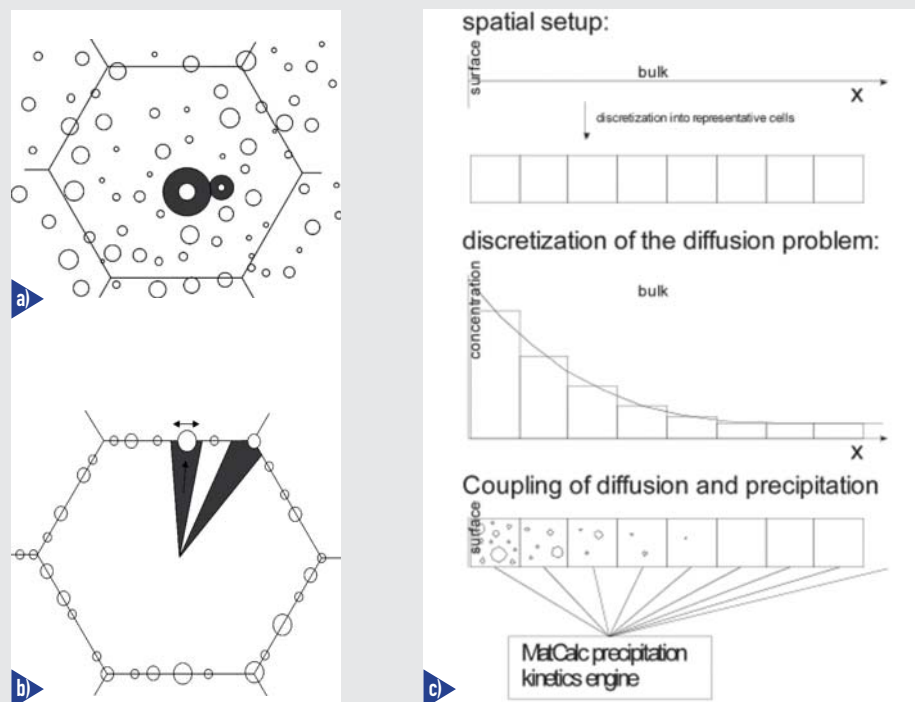 a)
b)
spatial setup:
surface
bulk
x
discretization into representative cells
discretization of the diffusion problem:
concentration
bulk
x
Coupling of diffusion and precipitation
surface
MatCalc precipitation
kinetics engine
c)